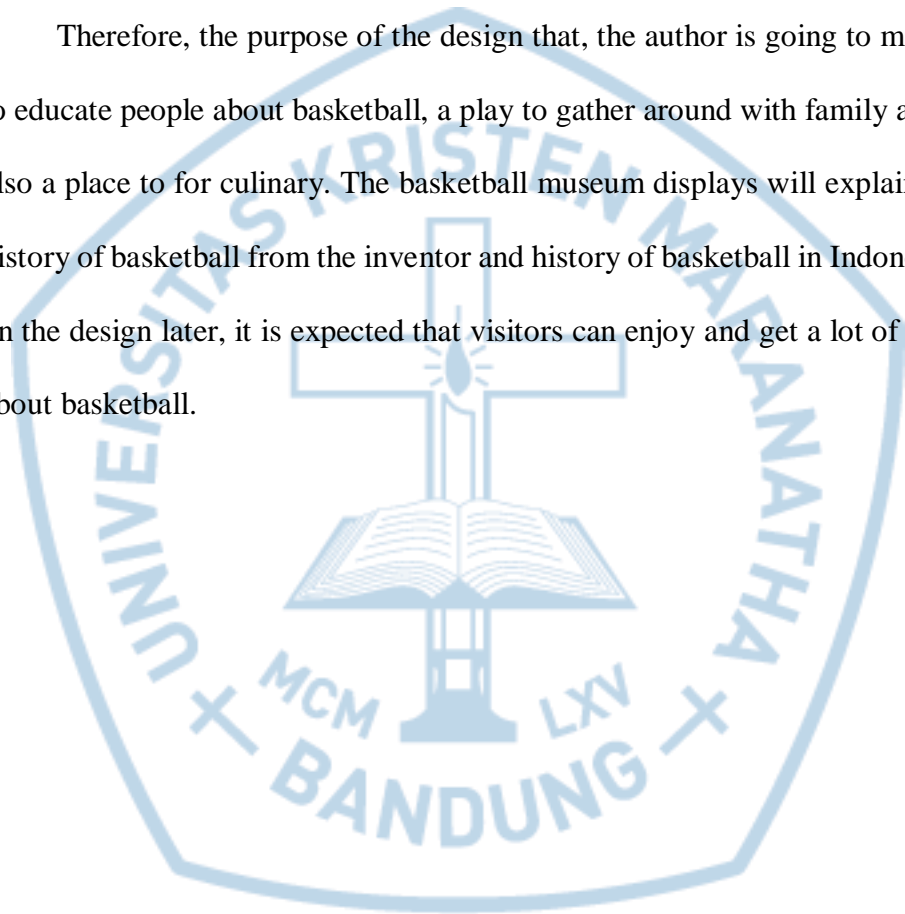 Therefore, the purpose of the design that, the author is going to m
o educate people about basketball, a play to gather around with family a
lso a place to for culinary. The basketball museum displays will explai
istory of basketball from the inventor and history of basketball in Indon
n the design later, it is expected that visitors can enjoy and get a lot of
bout basketball.
UNIVERSITAS KRISTEN MARANATHA
MCM LXV
BANDUNG